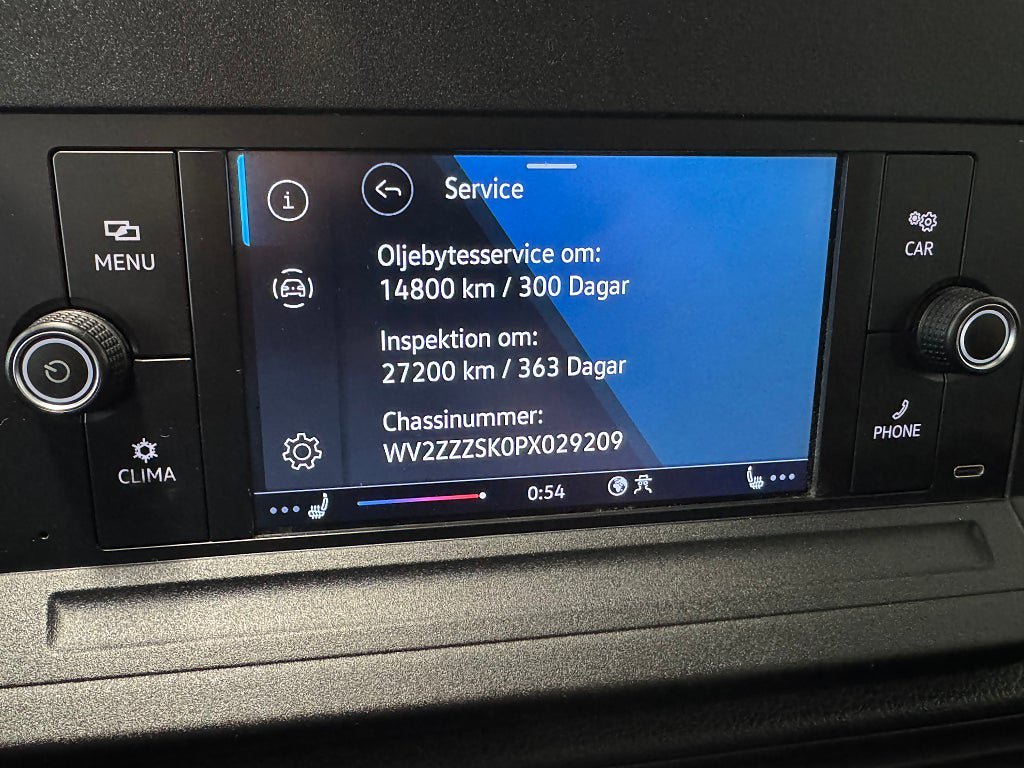 MENU
CLIMA
Service
Oljebytesservice om:
14800 km / 300 Dagar
Inspektion om:
27200 km / 363 Dagar
Chassinummer:
WV2ZZZSK0PX029209
0:54
CAR
PHONE